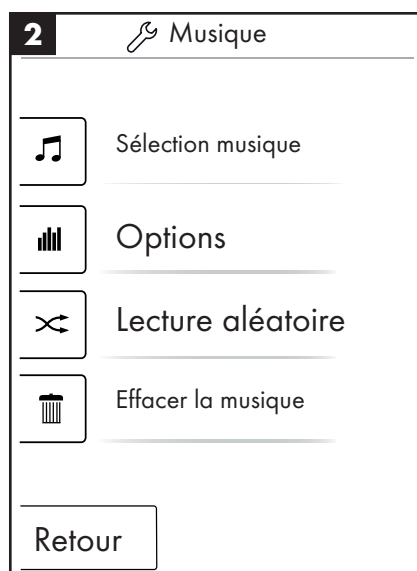 2
Musique
Sélection musique
Options
Lecture aléatoire
Effacer la musique
Retour